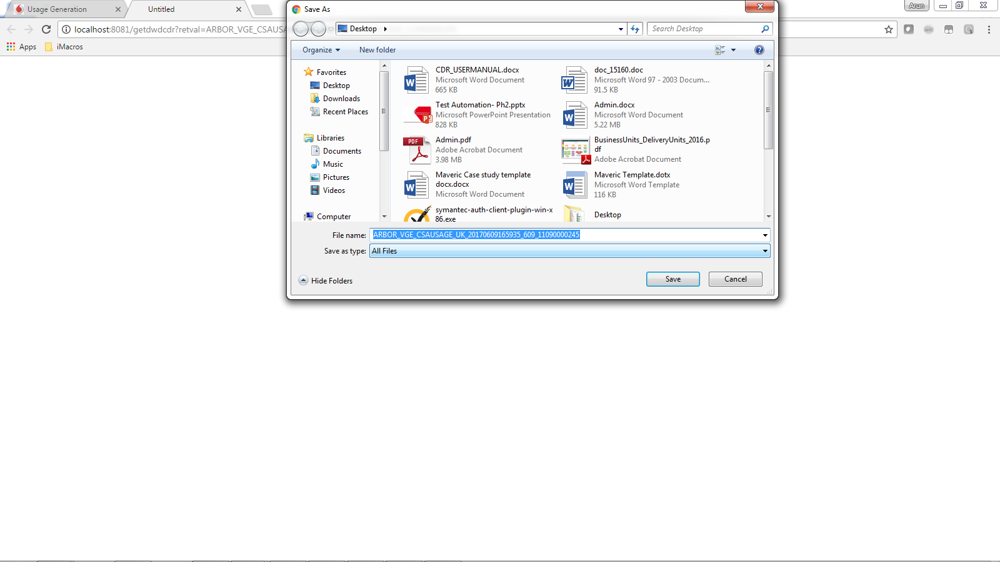 Usage Generation
Untitled
Arun
localhost:8081/getdwdcdr?retval=ARBOR_VGE_CSAUSA
Apps
iMacros
Save As
Desktop
Search Desktop
Organize
New folder
Favorites
Desktop
Downloads
Recent Places
Libraries
Documents
Music
Pictures
Videos
Computer
CDR_USERMANUAL.docx
Microsoft Word Document
665 KB
doc_15160.doc
Microsoft Word 97 - 2003 Docum...
91.5 KB
Test Automation- Ph2.pptx
Microsoft PowerPoint Presentation
828 KB
Admin.docx
Microsoft Word Document
5.22 MB
PDF
Admin.pdf
Adobe Acrobat Document
3.98 MB
BusinessUnits_DeliveryUnits_2016.p
df
Adobe Acrobat Document
Maveric Case study template
docx.docx
Microsoft Word Document
Maveric Template.dotx
Microsoft Word Template
116 KB
symantec-auth-client-plugin-win-x
86.exe
Desktop
File name:
ARBOR_VGE_CSAUSAGE_UK_20170609165935_609_11090000245
Save as type:
All Files
Hide Folders
Save
Cancel